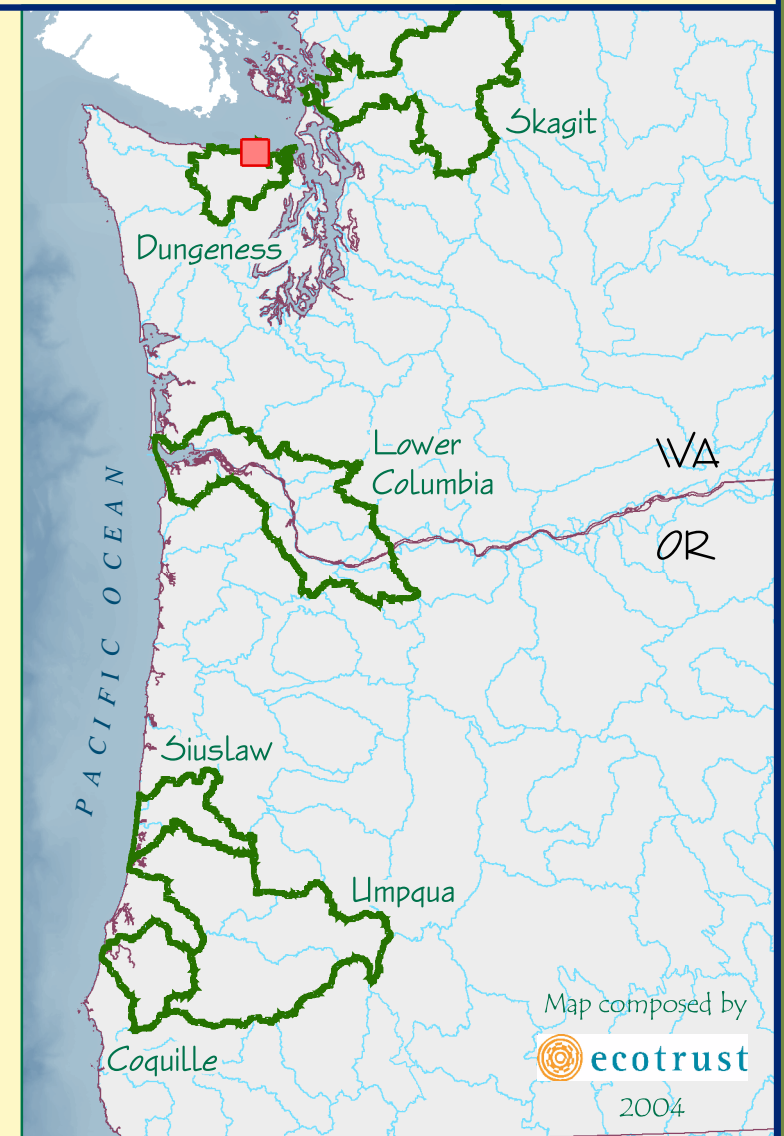 Skagit
Dungeness
Lower
Columbia
WA
OR
PACIFIC OCEAN
Siuslaw
Umpqua
Coquille
Map composed by
ecotrust
2004